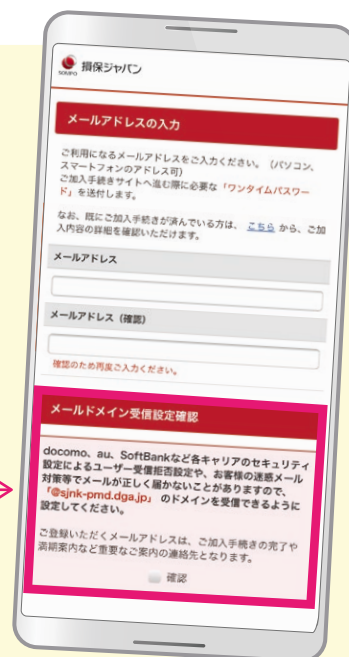 SOMPO 損保ジャパン
メールアドレスの入力
ご利用になるメールアドレスをご入力ください。（パソコン、
スマートフォンのアドレス可）
ご加入手続きサイトへ進む際に必要な「ワンタイムパスワー
ド」を送付します。
なお、既にご加入手続きが済んでいる方は、 こちら から、ご加
入内容の詳細を確認いただけます。
メールアドレス
メールアドレス（確認）
確認のため再度ご入力ください。
メールドメイン受信設定確認
docomo、au、SoftBankなど各キャリアのセキュリティ
設定によるユーザー受信拒否設定や、お客様の迷惑メール
対策等でメールが正しく届かないことがありますので、
「@sjnk-pmd.dga.jp」 のドメインを受信できるように
設定してください。
ご登録いただくメールアドレスは、ご加入手続きの完了や
満期案内など重要なご案内の連絡先となります。
確認